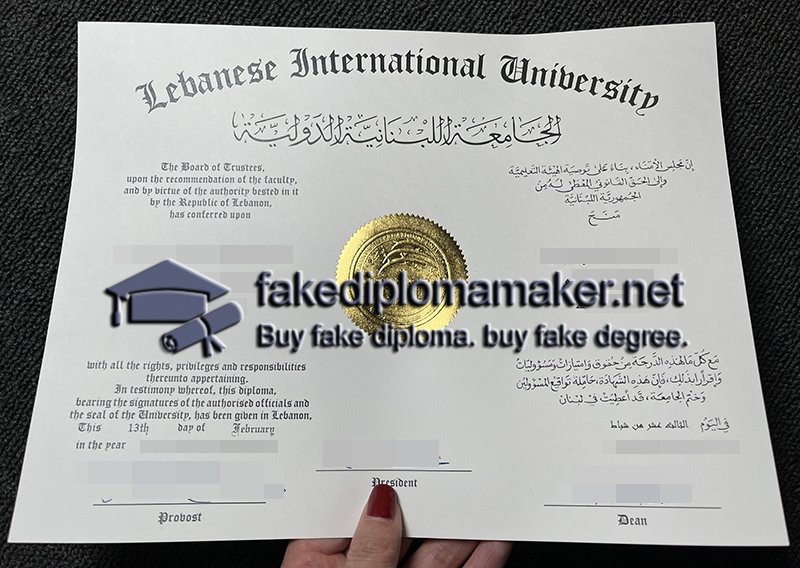 Lebanese International University
الجامعة اللبنانية الدولية
The Board of Trustees,
upon the recommendation of the faculty,
and by virtue of the authority bested in it
by the Republic of Lebanon,
has conferred upon
إنّ مجلس الأمناء، بناءً على توصية الهيئة التعليمية
وإلى الحق القانوني المعطى له من
الجمهورية اللبنانية
منح
fakediplomamaker.net
Buy fake diploma. buy fake degree.
with all the rights, privileges and responsibilities
thereunto appertaining.
In testimony whereof, this diploma,
bearing the signatures of the authorised officials and
the seal of the University, has been given in Lebanon,
This 13th day of February
in the year
مع كل ما لهذه الدرجة من حقوق وامتيازات ومسؤوليات
وإقراراً بذلك، فإن هذه الشهادة، حاملة تواقيع المسؤولين
وختم الجامعة، قد أعطيت في لبنان
في اليوم الثالث عشر من شباط
President
Provost
Dean